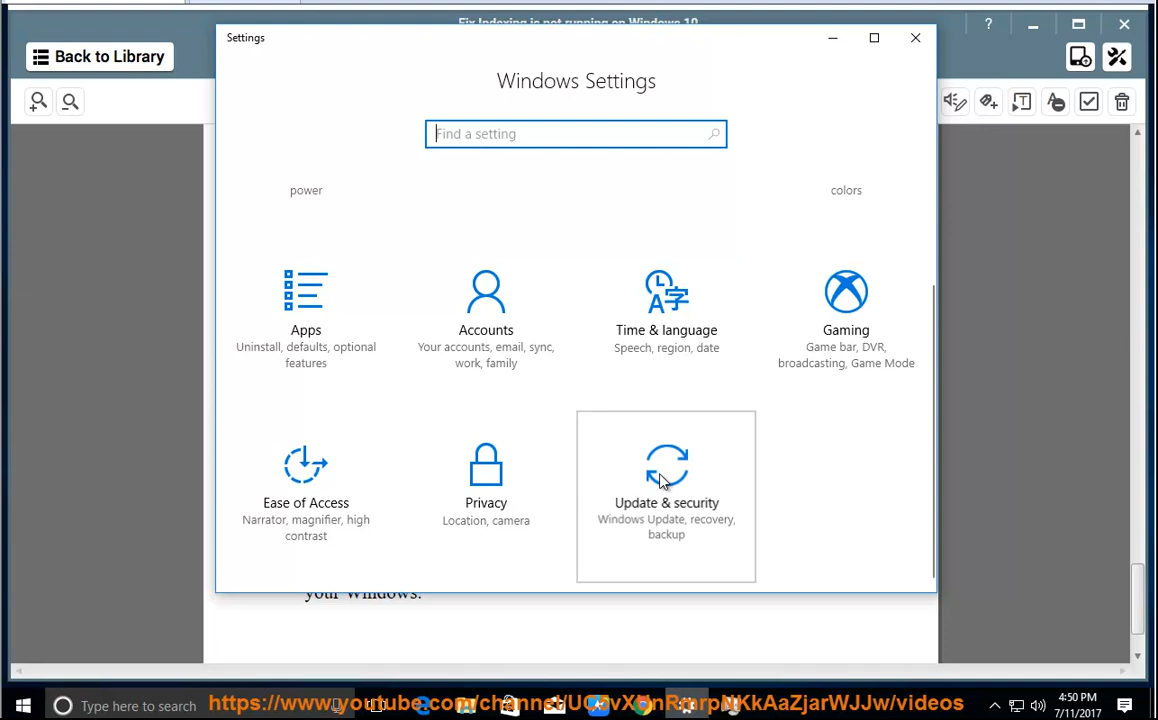 Fix Indexing is not running on Windows 10
?
Back to Library
Settings
Windows Settings
Find a setting
power
colors
Apps
Uninstall, defaults, optional
features
Accounts
Your accounts, email, sync,
work, family
Time & language
Speech, region, date
Gaming
Game bar, DVR,
broadcasting, Game Mode
Ease of Access
Narrator, magnifier, high
contrast
Privacy
Location, camera
Update & security
Windows Update, recovery,
backup
your Windows.
Type here to search
4:50 PM
7/11/2017